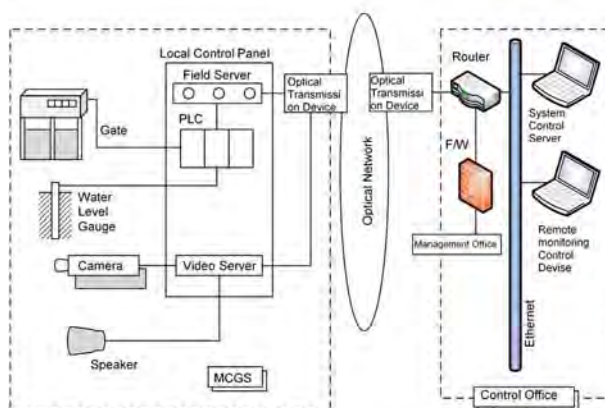 Local Control Panel
Field Server
PLC
Gate
Water
Level
Gauge
Camera
Video Server
Speaker
MCGS
Optical
Transmissi
on Device
Optical Network
Optical
Transmissi
on Device
Router
F/W
Management Office
System
Control
Server
Remote
monitoring
Control
Devise
Ethernet
Control Office